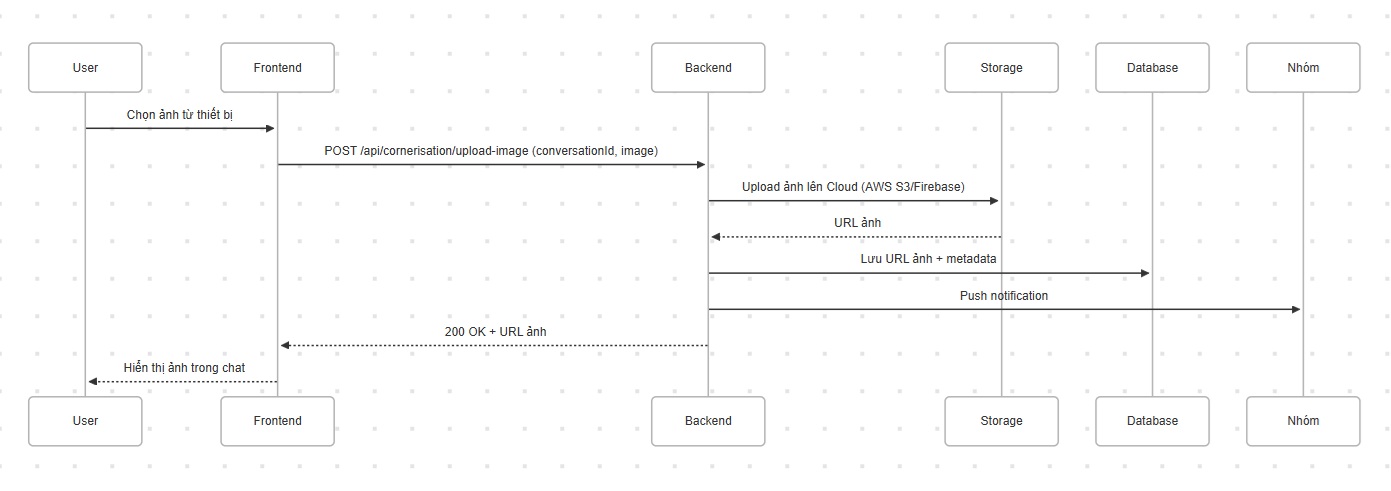 User
Frontend
Backend
Storage
Database
Nhóm
Chọn ảnh từ thiết bị
POST /api/cornerisation/upload-image (conversationId, image)
Upload ảnh lên Cloud (AWS S3/Firebase)
URL ảnh
Lưu URL ảnh + metadata
Push notification
200 OK + URL ảnh
Hiển thị ảnh trong chat
User
Frontend
Backend
Storage
Database
Nhóm